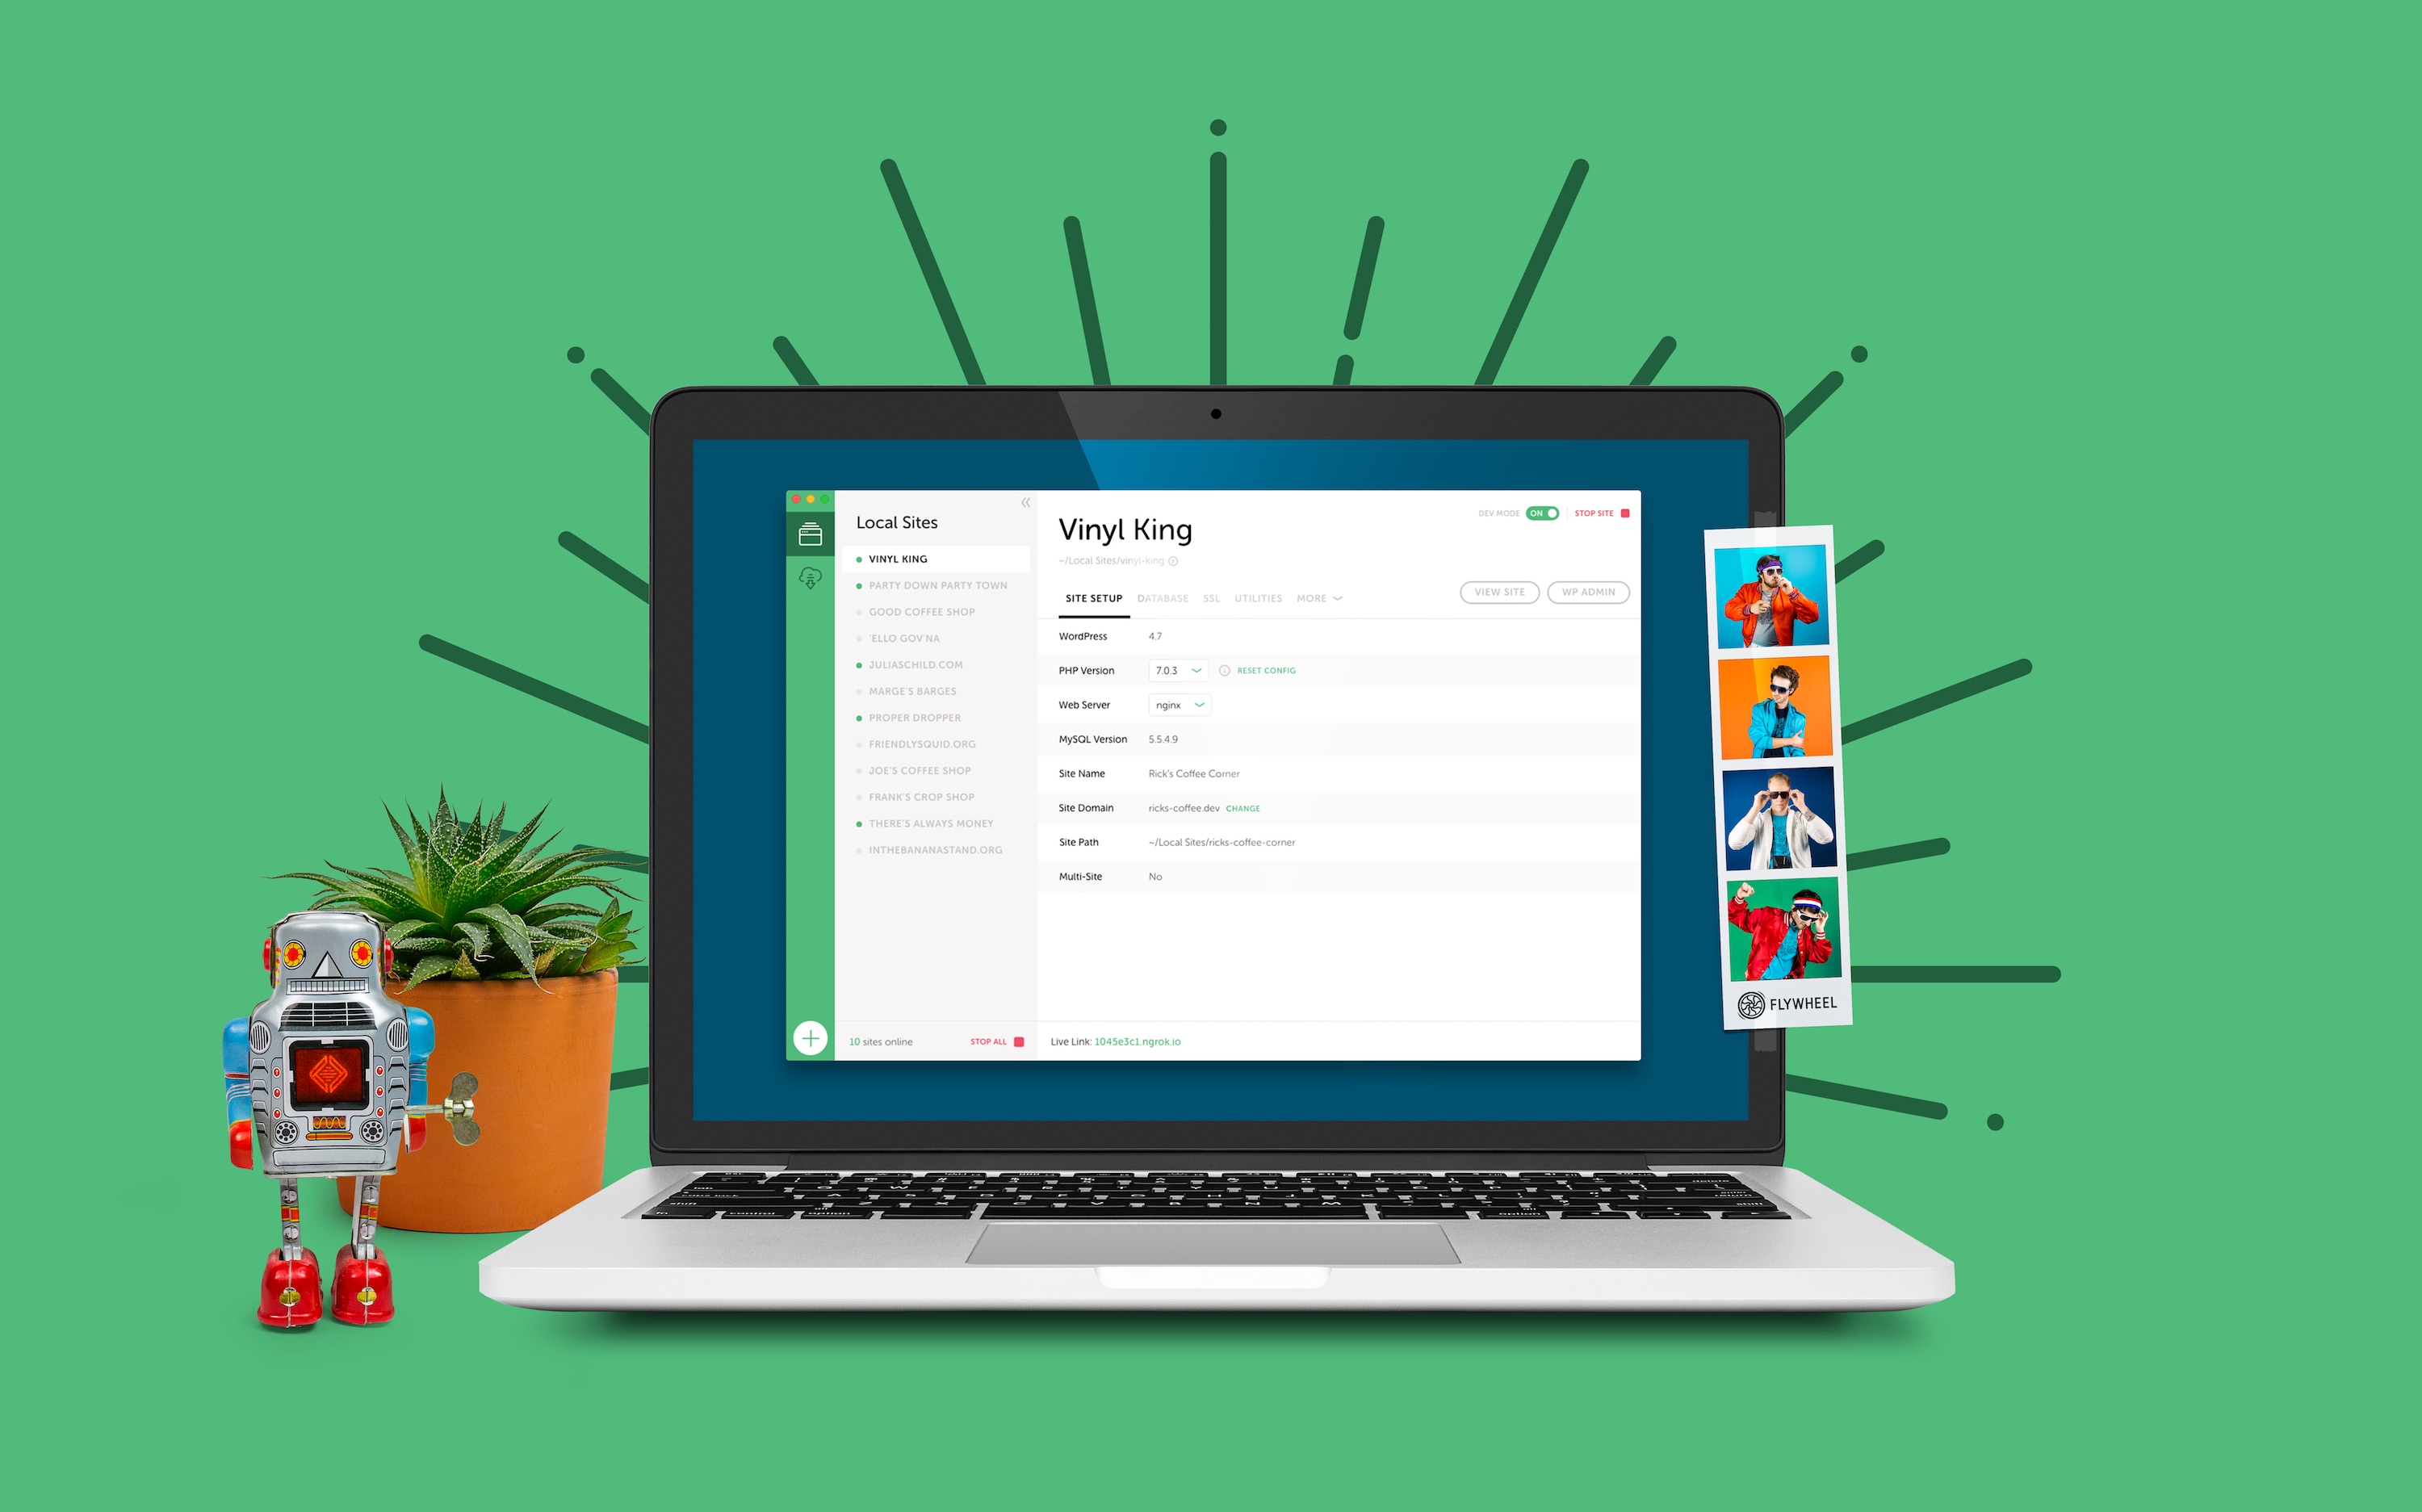 Local Sites
VINYL KING
PARTY DOWN PARTY TOWN
GOOD COFFEE SHOP
'ELLO GOV'NA
JULIASCHILD.COM
MARGE'S BARGES
PROPER DROPPER
FRIENDLYSQUID.ORG
JOE'S COFFEE SHOP
FRANK'S CROP SHOP
THERE'S ALWAYS MONEY
INTHEBANANASTAND.ORG
10 sites online STOP ALL
DEV MODE ON STOP SITE
Vinyl King
~/Local Sites/vinyl-king
SITE SETUP DATABASE SSL UTILITIES MORE VIEW SITE WP ADMIN
WordPress 4.7
PHP Version 7.0.3 RESET CONFIG
Web Server nginx
MySQL Version 5.5.4.9
Site Name Rick's Coffee Corner
Site Domain ricks-coffee.dev CHANGE
Site Path ~/Local Sites/ricks-coffee-corner
Multi-Site No
Live Link: 1045e3c1.ngrok.io
FLYWHEEL
control option option